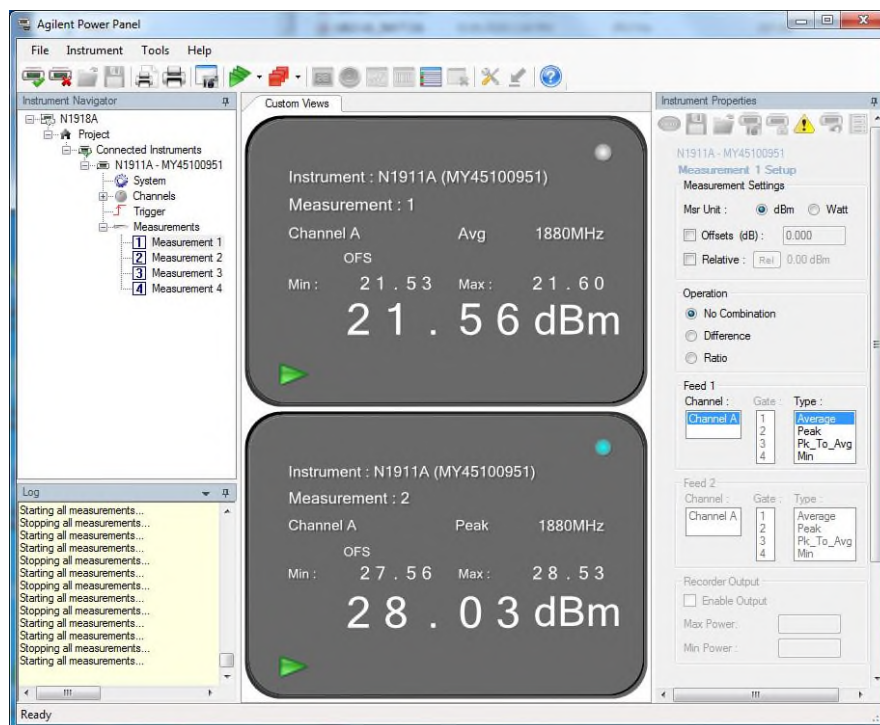 Agilent Power Panel
File Instrument Tools Help
Instrument Navigator
N1918A
Project
Connected Instruments
N1911A - MY45100951
System
Channels
Trigger
Measurements
1 Measurement 1
2 Measurement 2
3 Measurement 3
4 Measurement 4
Log
Starting all measurements...
Stopping all measurements...
Starting all measurements...
Starting all measurements...
Stopping all measurements...
Starting all measurements...
Starting all measurements...
Starting all measurements...
Stopping all measurements...
Starting all measurements...
Starting all measurements...
Stopping all measurements...
Starting all measurements...
Custom Views
Instrument : N1911A (MY45100951)
Measurement : 1
Channel A Avg 1880MHz
OFS
Min : 21.53 Max : 21.60
21.56 dBm
Instrument : N1911A (MY45100951)
Measurement : 2
Channel A Peak 1880MHz
OFS
Min : 27.56 Max : 28.53
28.03 dBm
Instrument Properties
N1911A - MY45100951
Measurement 1 Setup
Measurement Settings
Msr Unit : dBm Watt
Offsets (dB) : 0.000
Relative : Rel 0.00 dBm
Operation
No Combination
Difference
Ratio
Feed 1
Channel : Gate : Type :
Channel A 1 Average
2 Peak
3 Pk_To_Avg
4 Min
Feed 2
Channel : Gate : Type :
Channel A 1 Average
2 Peak
3 Pk_To_Avg
4 Min
Recorder Output
Enable Output
Max Power:
Min Power :
Ready